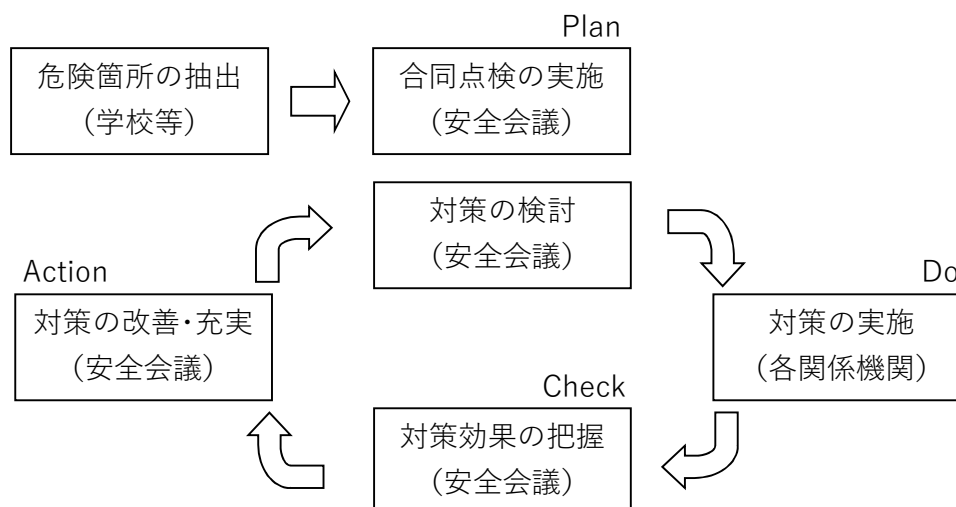 Plan
危険箇所の抽出
（学校等）
合同点検の実施
（安全会議）
対策の検討
（安全会議）
Action
Do
対策の改善・充実
（安全会議）
対策の実施
（各関係機関）
Check
対策効果の把握
（安全会議）